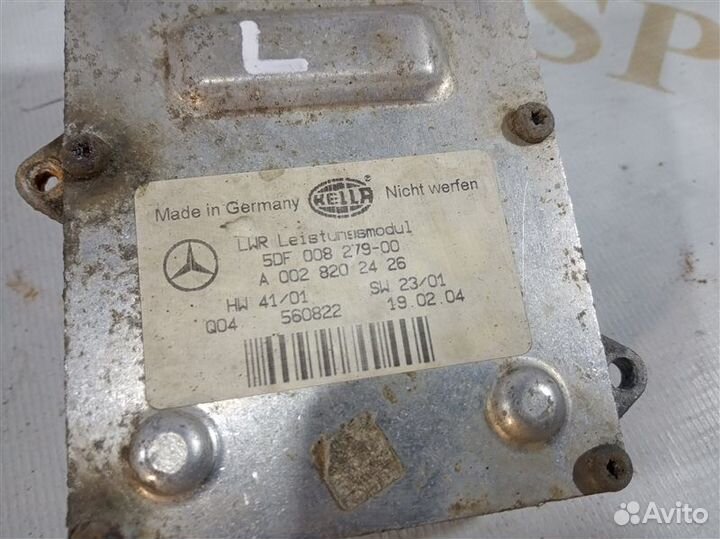 L
SP
Made in Germany HELLA ® Nicht werfen
LWR Leistungsmodul
5DF 008 279-00
A 002 820 24 26
HW 41/01 SW 23/01
Q04 560822 19.02.04
Avito